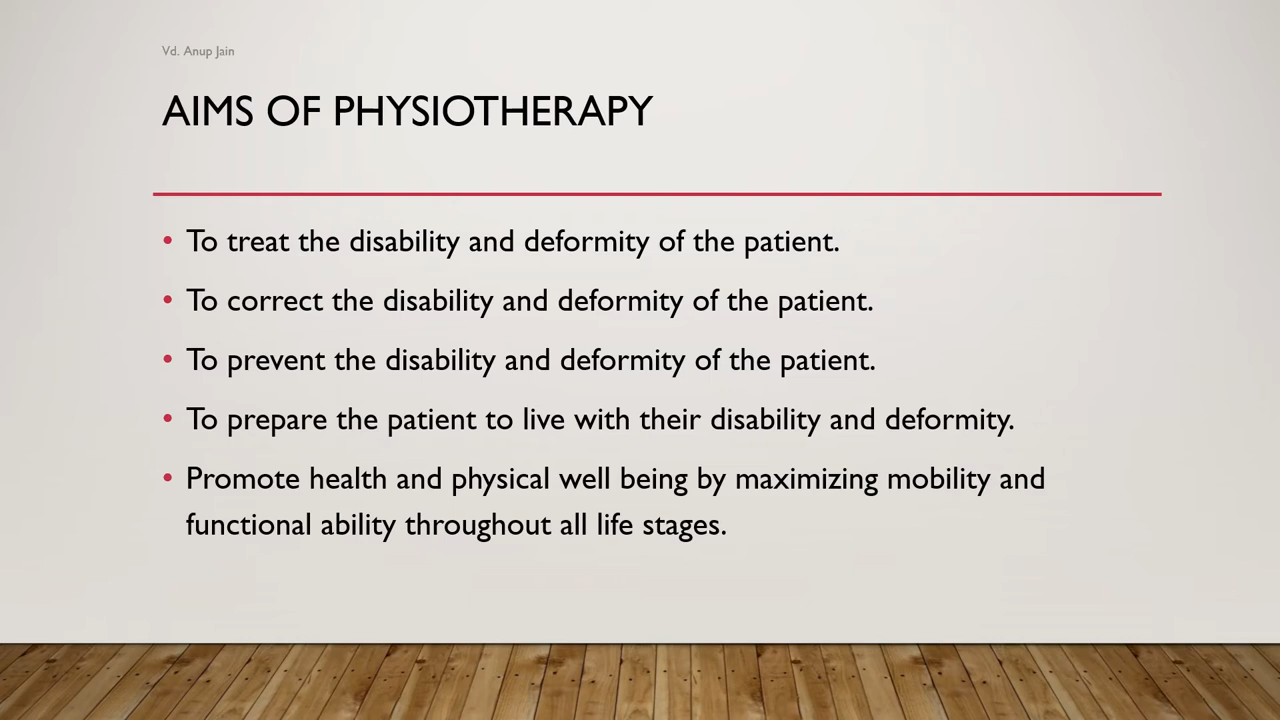 Vd. Anup Jain
AIMS OF PHYSIOTHERAPY
• To treat the disability and deformity of the patient.
• To correct the disability and deformity of the patient.
• To prevent the disability and deformity of the patient.
• To prepare the patient to live with their disability and deformity.
• Promote health and physical well being by maximizing mobility and
functional ability throughout all life stages.